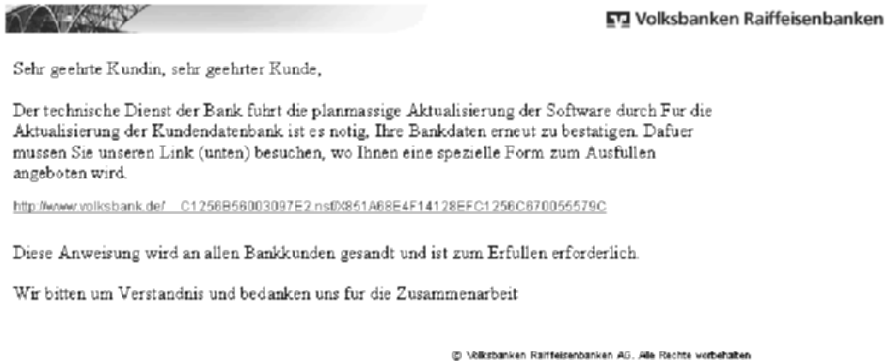 Volksbanken Raiffeisenbanken
Sehr geehrte Kundin, sehr geehrter Kunde,
Der technische Dienst der Bank fuhrt die planmassige Aktualisierung der Software durch Fur die
Aktualisierung der Kundendatenbank ist es notig, Ihre Bankdaten erneut zu bestatigen. Dafuer
mussen Sie unseren Link (unten) besuchen, wo Ihnen eine spezielle Form zum Ausfullen
angeboten wird.
http://www.volksbank.de/__C1256B56003097E2.nsf/0X851A68E4F14128EFC1256C670055579C
Diese Anweisung wird an allen Bankkunden gesandt und ist zum Erfullen erforderlich.
Wir bitten um Verstandnis und bedanken uns fur die Zusammenarbeit
© Volksbanken Raiffeisenbanken AG. Alle Rechte vorbehalten